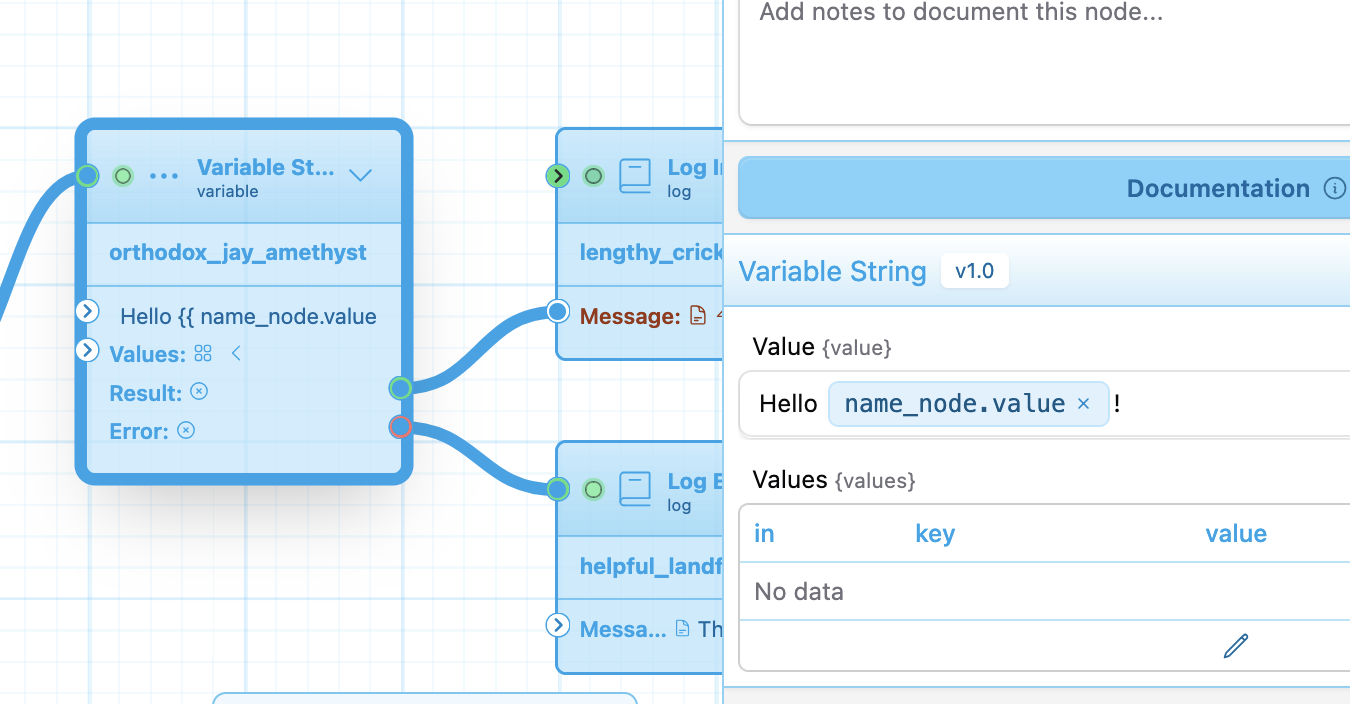 Variable St...
variable
orthodox_jay_amethyst
Hello {{ name_node.value
Values:
Result:
Error:
Log
log
lengthy_crick
Message:
Log
log
helpful_landf
Messa...
Th
Add notes to document this node...
Documentation
Variable String v1.0
Value {value}
Hello name_node.value × !
Values {values}
in key value
No data